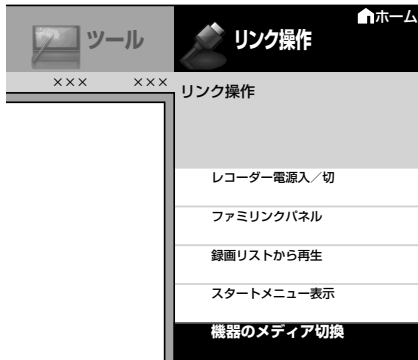 ホーム
ツール
リンク操作
××× ×××
リンク操作
レコーダー電源入／切
ファミリンクパネル
録画リストから再生
スタートメニュー表示
機器のメディア切換